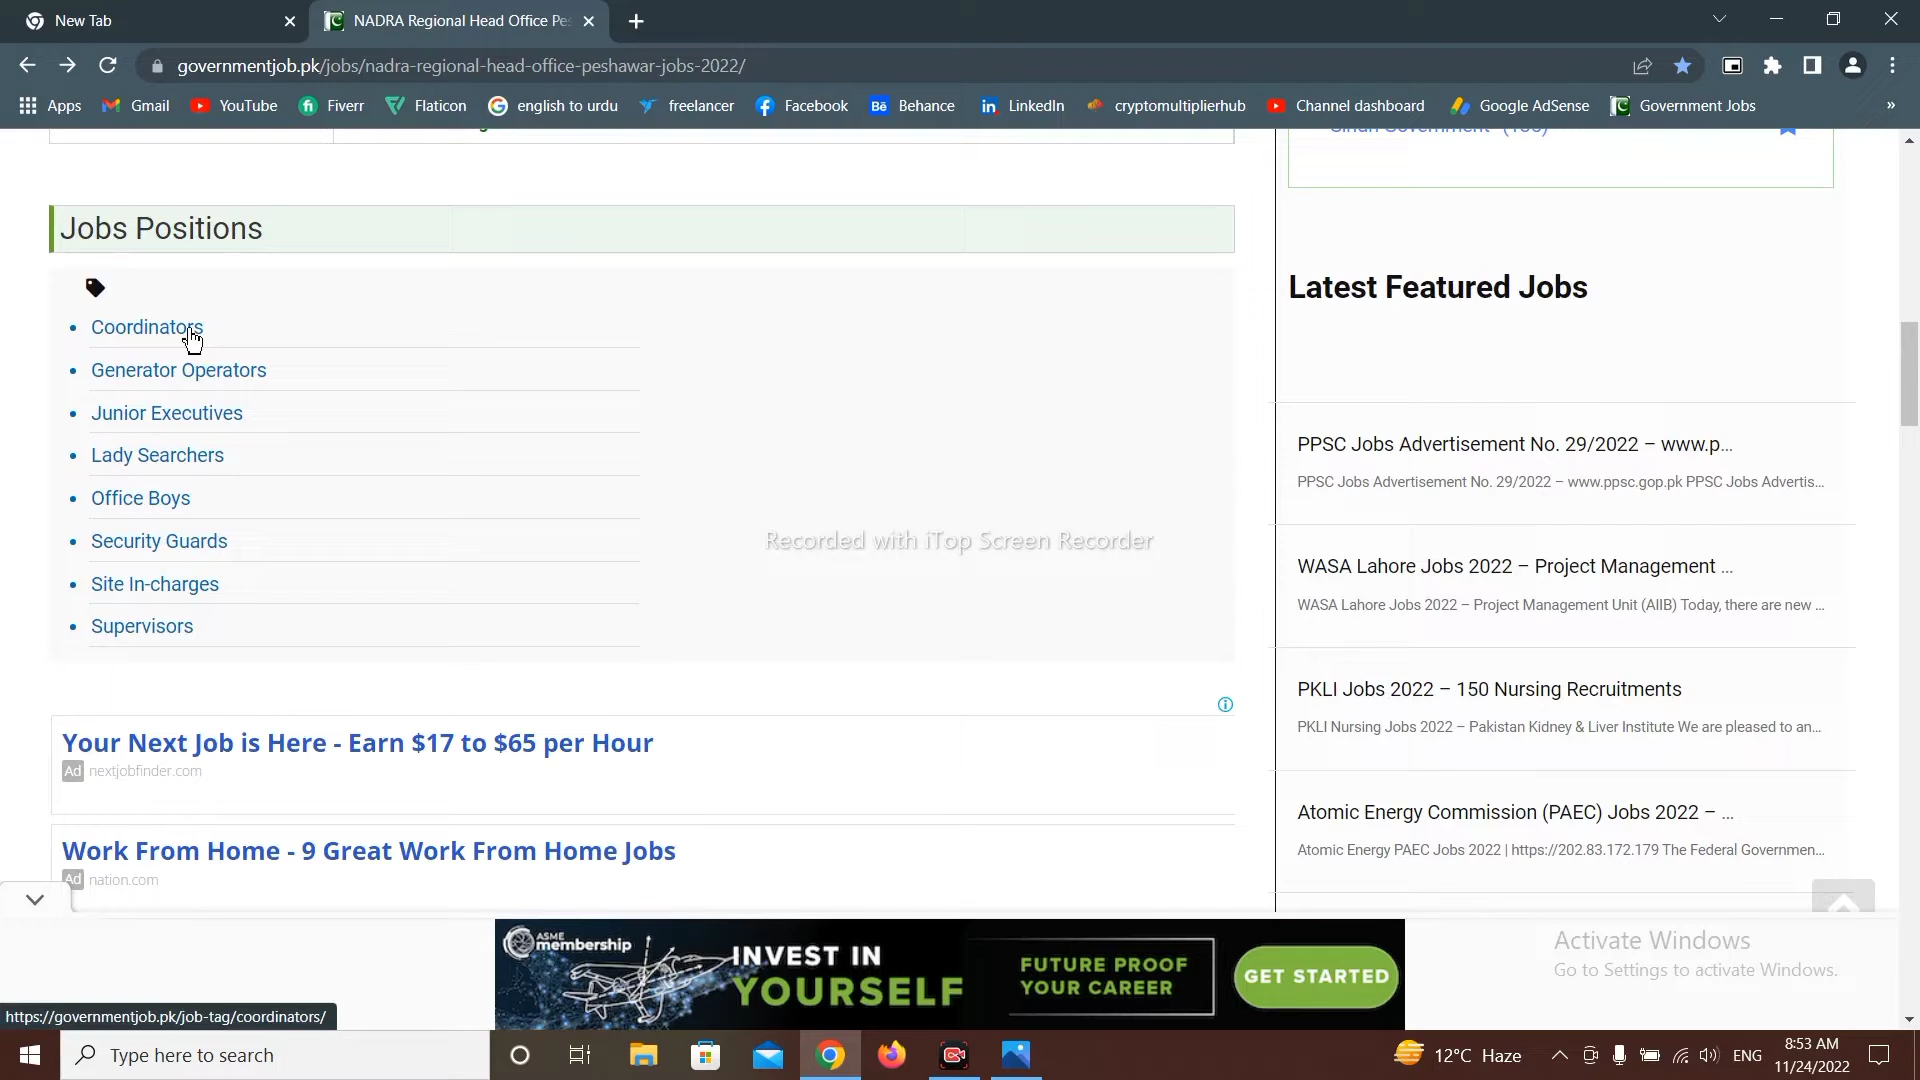 New Tab
NADRA Regional Head Office Pe
governmentjob.pk/jobs/nadra-regional-head-office-peshawar-jobs-2022/
Apps
Gmail
YouTube
Fiverr
Flaticon
english to urdu
freelancer
Facebook
Behance
LinkedIn
cryptomultiplierhub
Channel dashboard
Google AdSense
Government Jobs
»
Jobs Positions
Coordinators
Generator Operators
Junior Executives
Lady Searchers
Office Boys
Security Guards
Site In-charges
Supervisors
Recorded with iTop Screen Recorder
Your Next Job is Here - Earn $17 to $65 per Hour
Ad nextjobfinder.com
Work From Home - 9 Great Work From Home Jobs
Ad nation.com
Latest Featured Jobs
PPSC Jobs Advertisement No. 29/2022 – www.p...
PPSC Jobs Advertisement No. 29/2022 – www.ppsc.gop.pk PPSC Jobs Advertis...
WASA Lahore Jobs 2022 – Project Management ...
WASA Lahore Jobs 2022 – Project Management Unit (AIIB) Today, there are new ...
PKLI Jobs 2022 – 150 Nursing Recruitments
PKLI Nursing Jobs 2022 – Pakistan Kidney & Liver Institute We are pleased to an...
Atomic Energy Commission (PAEC) Jobs 2022 – ...
Atomic Energy PAEC Jobs 2022 | https://202.83.172.179 The Federal Governmen...
ASME
membership
INVEST IN
YOURSELF
FUTURE PROOF
YOUR CAREER
GET STARTED
Activate Windows
Go to Settings to activate Windows.
https://governmentjob.pk/job-tag/coordinators/
Type here to search
12°C Haze
ENG
8:53 AM
11/24/2022